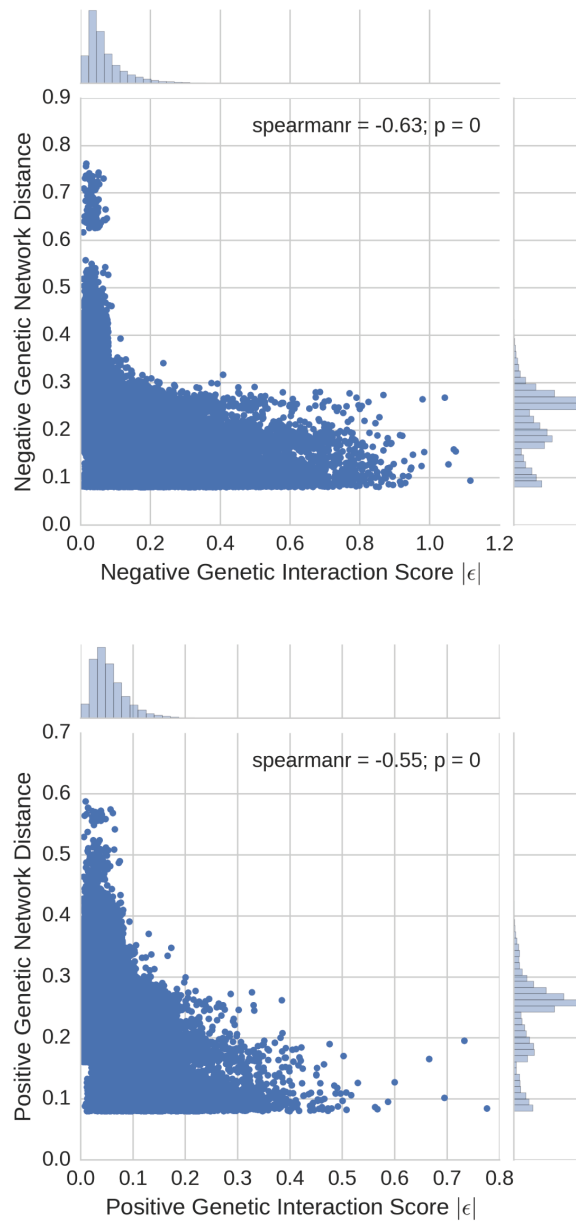 0.9
spearmanr = -0.63; p = 0
0.8
0.7
0.6
0.5
0.4
0.3
0.2
0.1
0.0
Negative Genetic Network Distance
0.0 0.2 0.4 0.6 0.8 1.0 1.2
Negative Genetic Interaction Score |ϵ|
0.7
spearmanr = -0.55; p = 0
0.6
0.5
0.4
0.3
0.2
0.1
0.0
Positive Genetic Network Distance
0.0 0.1 0.2 0.3 0.4 0.5 0.6 0.7 0.8
Positive Genetic Interaction Score |ϵ|